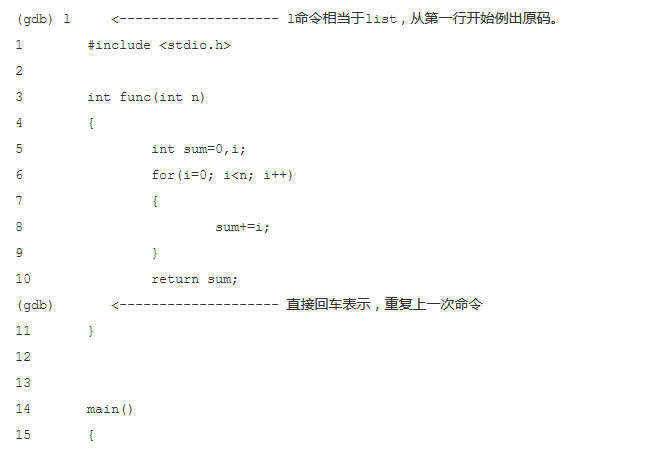 (gdb) l     <-------------------- l命令相当于list，从第一行开始例出原码。
1        #include <stdio.h>
2
3        int func(int n)
4        {
5                int sum=0,i;
6                for(i=0; i<n; i++)
7                {
8                        sum+=i;
9                }
10               return sum;
(gdb)       <-------------------- 直接回车表示，重复上一次命令
11       }
12
13
14       main()
15       {